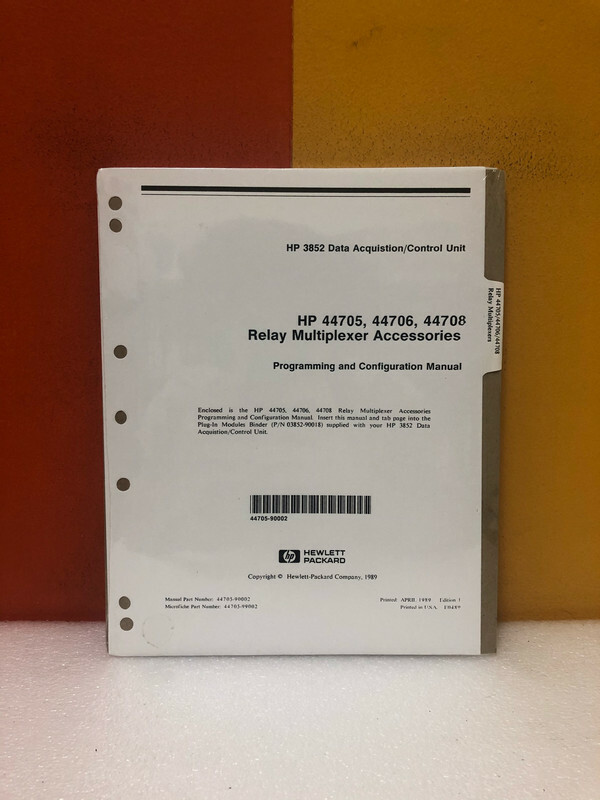 HP 3852 Data Acquistion/Control Unit
HP 44705/44706/44708
Relay Multiplexers
HP 44705, 44706, 44708
Relay Multiplexer Accessories
Programming and Configuration Manual
Enclosed is the HP 44705, 44706, 44708 Relay Multiplexer Accessories
Programming and Configuration Manual. Insert this manual and tab page into the
Plug-In Modules Binder (P/N 03852-90018) supplied with your HP 3852 Data
Acquistion/Control Unit.
44705-90002
hp HEWLETT
PACKARD
Copyright © Hewlett-Packard Company, 1989
Manual Part Number: 44705-90002
Microfiche Part Number: 44705-99002
Printed: APRIL 1989 Edition 1
Printed in U.S.A. E0489